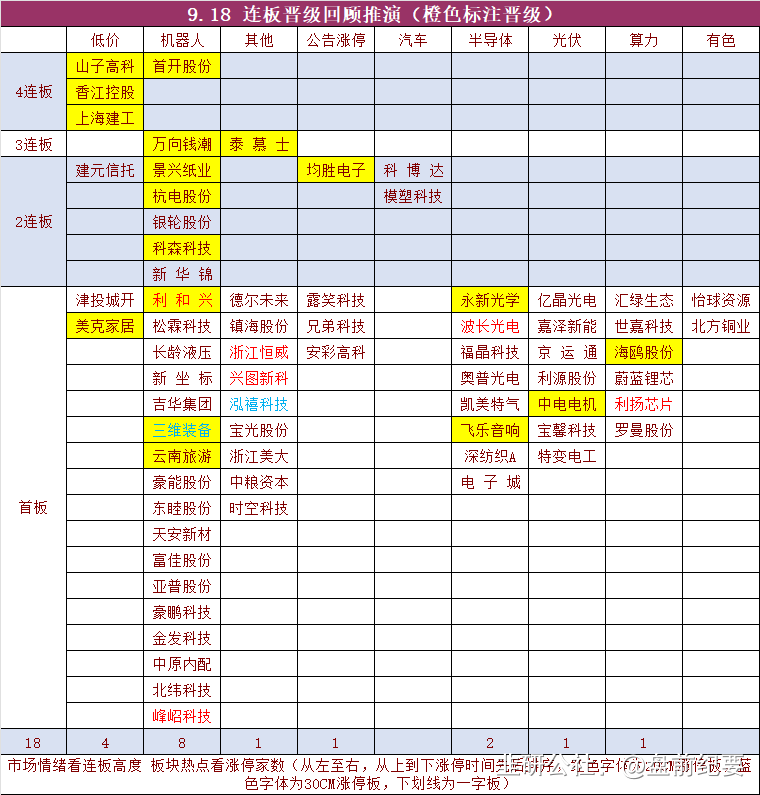 9.18 连板晋级回顾推演（橙色标注晋级）
低价 机器人 其他 公告涨停 汽车 半导体 光伏 算力 有色
4连板 山子高科 首开股份
香江控股
上海建工
3连板 万向钱潮 泰慕士
2连板 建元信托 景兴纸业 均胜电子 科博达
杭电股份 模塑科技
银轮股份
科森科技
新华锦
首板 津投城开 利和兴 德尔未来 露笑科技 永新光学 亿晶光电 汇绿生态 怡球资源
美克家居 松霖科技 镇海股份 兄弟科技 波长光电 嘉泽新能 世嘉科技 北方铜业
长龄液压 浙江恒威 安彩高科 福晶科技 京运通 海鸥股份
新坐标 兴图新科 奥普光电 利源股份 蔚蓝锂芯
吉华集团 泓禧科技 凯美特气 中电电机 利扬芯片
三维装备 宝光股份 飞乐音响 宝馨科技 罗曼股份
云南旅游 浙江美大 深纺织A 特变电工
豪能股份 中粮资本 电子城
东睦股份 时空科技
天安新材
富佳股份
亚普股份
豪鹏科技
金发科技
中原内配
北纬科技
峰岹科技
18 4 8 1 1 2 1 1
市场情绪看连板高度 板块热点看涨停家数（从左至右，从上到下涨停时间先后排序，红色字体为20CM涨停板，蓝
色字体为30CM涨停板，下划线为一字板）
韭研公社：@盘前纪要